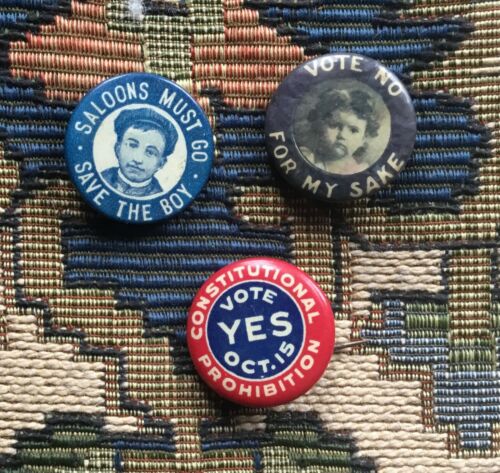 · SALOONS MUST GO ·
SAVE THE BOY
VOTE NO
FOR MY SAKE
CONSTITUTIONAL
PROHIBITION
VOTE
YES
OCT. 15